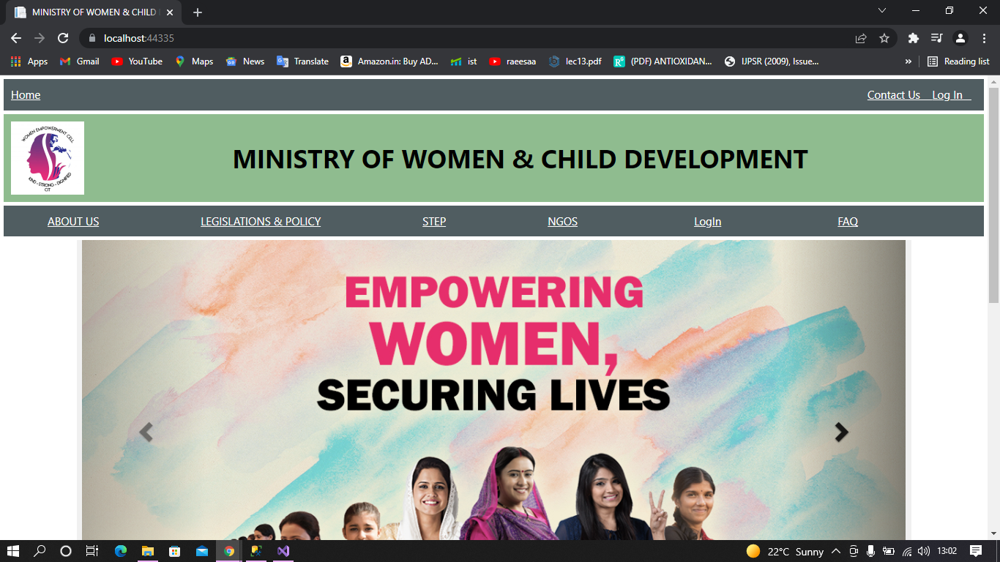 MINISTRY OF WOMEN & CHILD
localhost:44335
Apps Gmail YouTube Maps News Translate Amazon.in: Buy AD... ist raeesaa lec13.pdf (PDF) ANTIOXIDAN... IJPSR (2009), Issue... » Reading list
Home Contact Us Log In
WOMEN EMPOWERMENT CELL
KIND - STRONG - DIGNIFIED
CIT
MINISTRY OF WOMEN & CHILD DEVELOPMENT
ABOUT US LEGISLATIONS & POLICY STEP NGOS LogIn FAQ
EMPOWERING
WOMEN,
SECURING LIVES
22°C Sunny 13:02